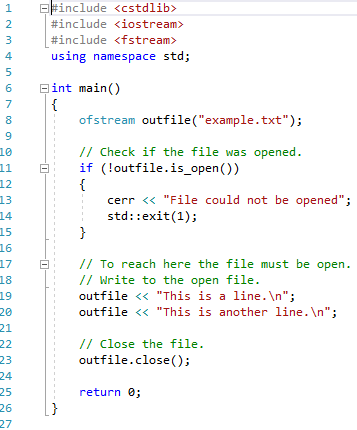 1 #include <cstdlib>
2 #include <iostream>
3 #include <fstream>
4 using namespace std;
5
6 int main()
7 {
8     ofstream outfile("example.txt");
9
10     // Check if the file was opened.
11     if (!outfile.is_open())
12     {
13         cerr << "File could not be opened";
14         std::exit(1);
15     }
16
17     // To reach here the file must be open.
18     // Write to the open file.
19     outfile << "This is a line.\n";
20     outfile << "This is another line.\n";
21
22     // Close the file.
23     outfile.close();
24
25     return 0;
26 }
27